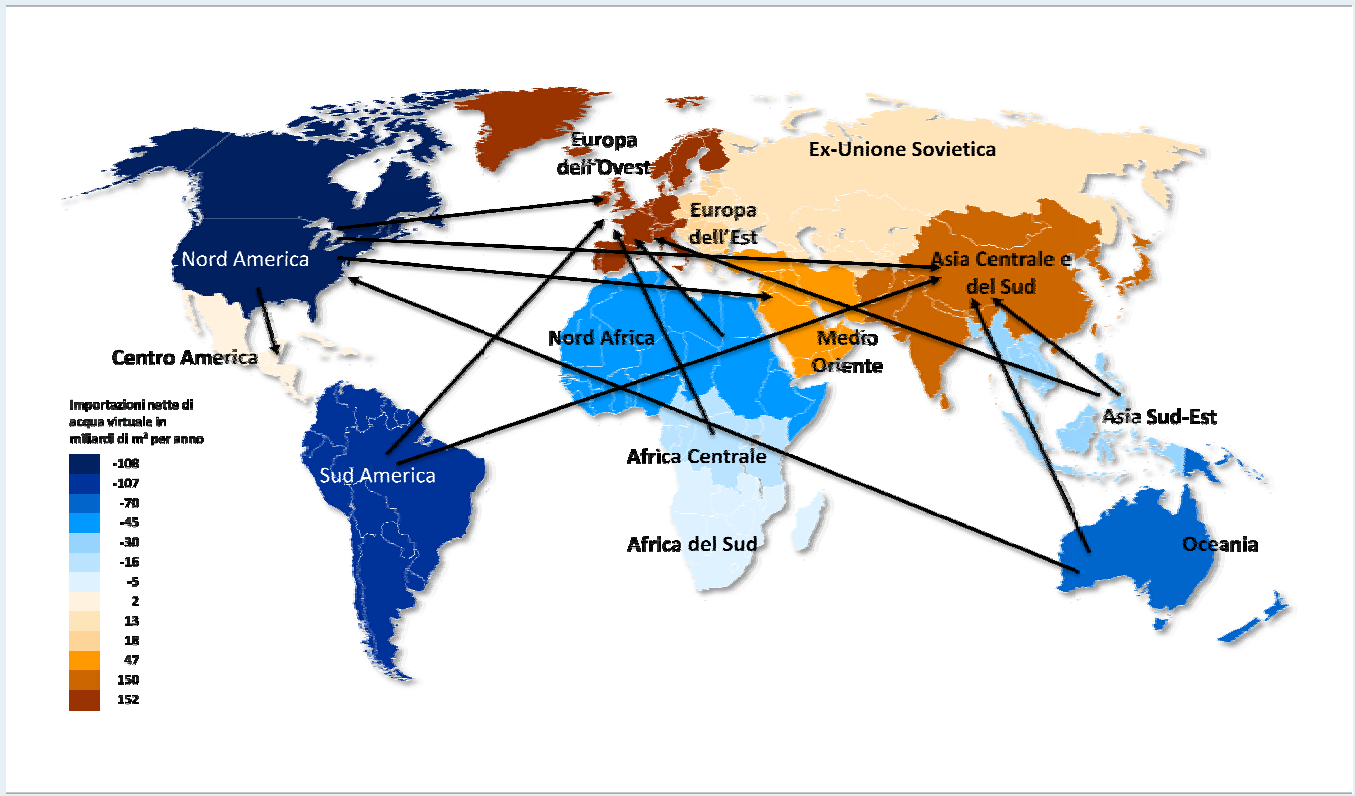 Europa
dell'Ovest
Ex-Unione Sovietica
Europa
dell'Est
Nord America
Asia Centrale e
del Sud
Nord Africa
Medio
Oriente
Centro America
Importazioni nette di
acqua virtuale in
miliardi di m³ per anno
Asia Sud-Est
Africa Centrale
Sud America
Africa del Sud
Oceania
-108
-107
-70
-45
-30
-16
-5
2
13
18
47
150
152